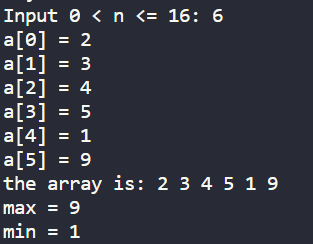 Input 0 < n <= 16: 6
a[0] = 2
a[1] = 3
a[2] = 4
a[3] = 5
a[4] = 1
a[5] = 9
the array is: 2 3 4 5 1 9
max = 9
min = 1